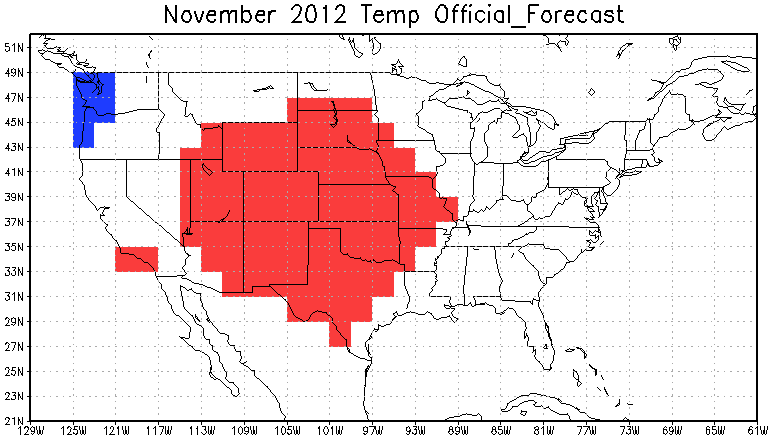 November 2012 Temp Official_Forecast
51N
49N
47N
45N
43N
41N
39N
37N
35N
33N
31N
29N
27N
25N
23N
21N
129W 125W 121W 117W 113W 109W 105W 101W 97W 93W 89W 85W 81W 77W 73W 69W 65W 61W